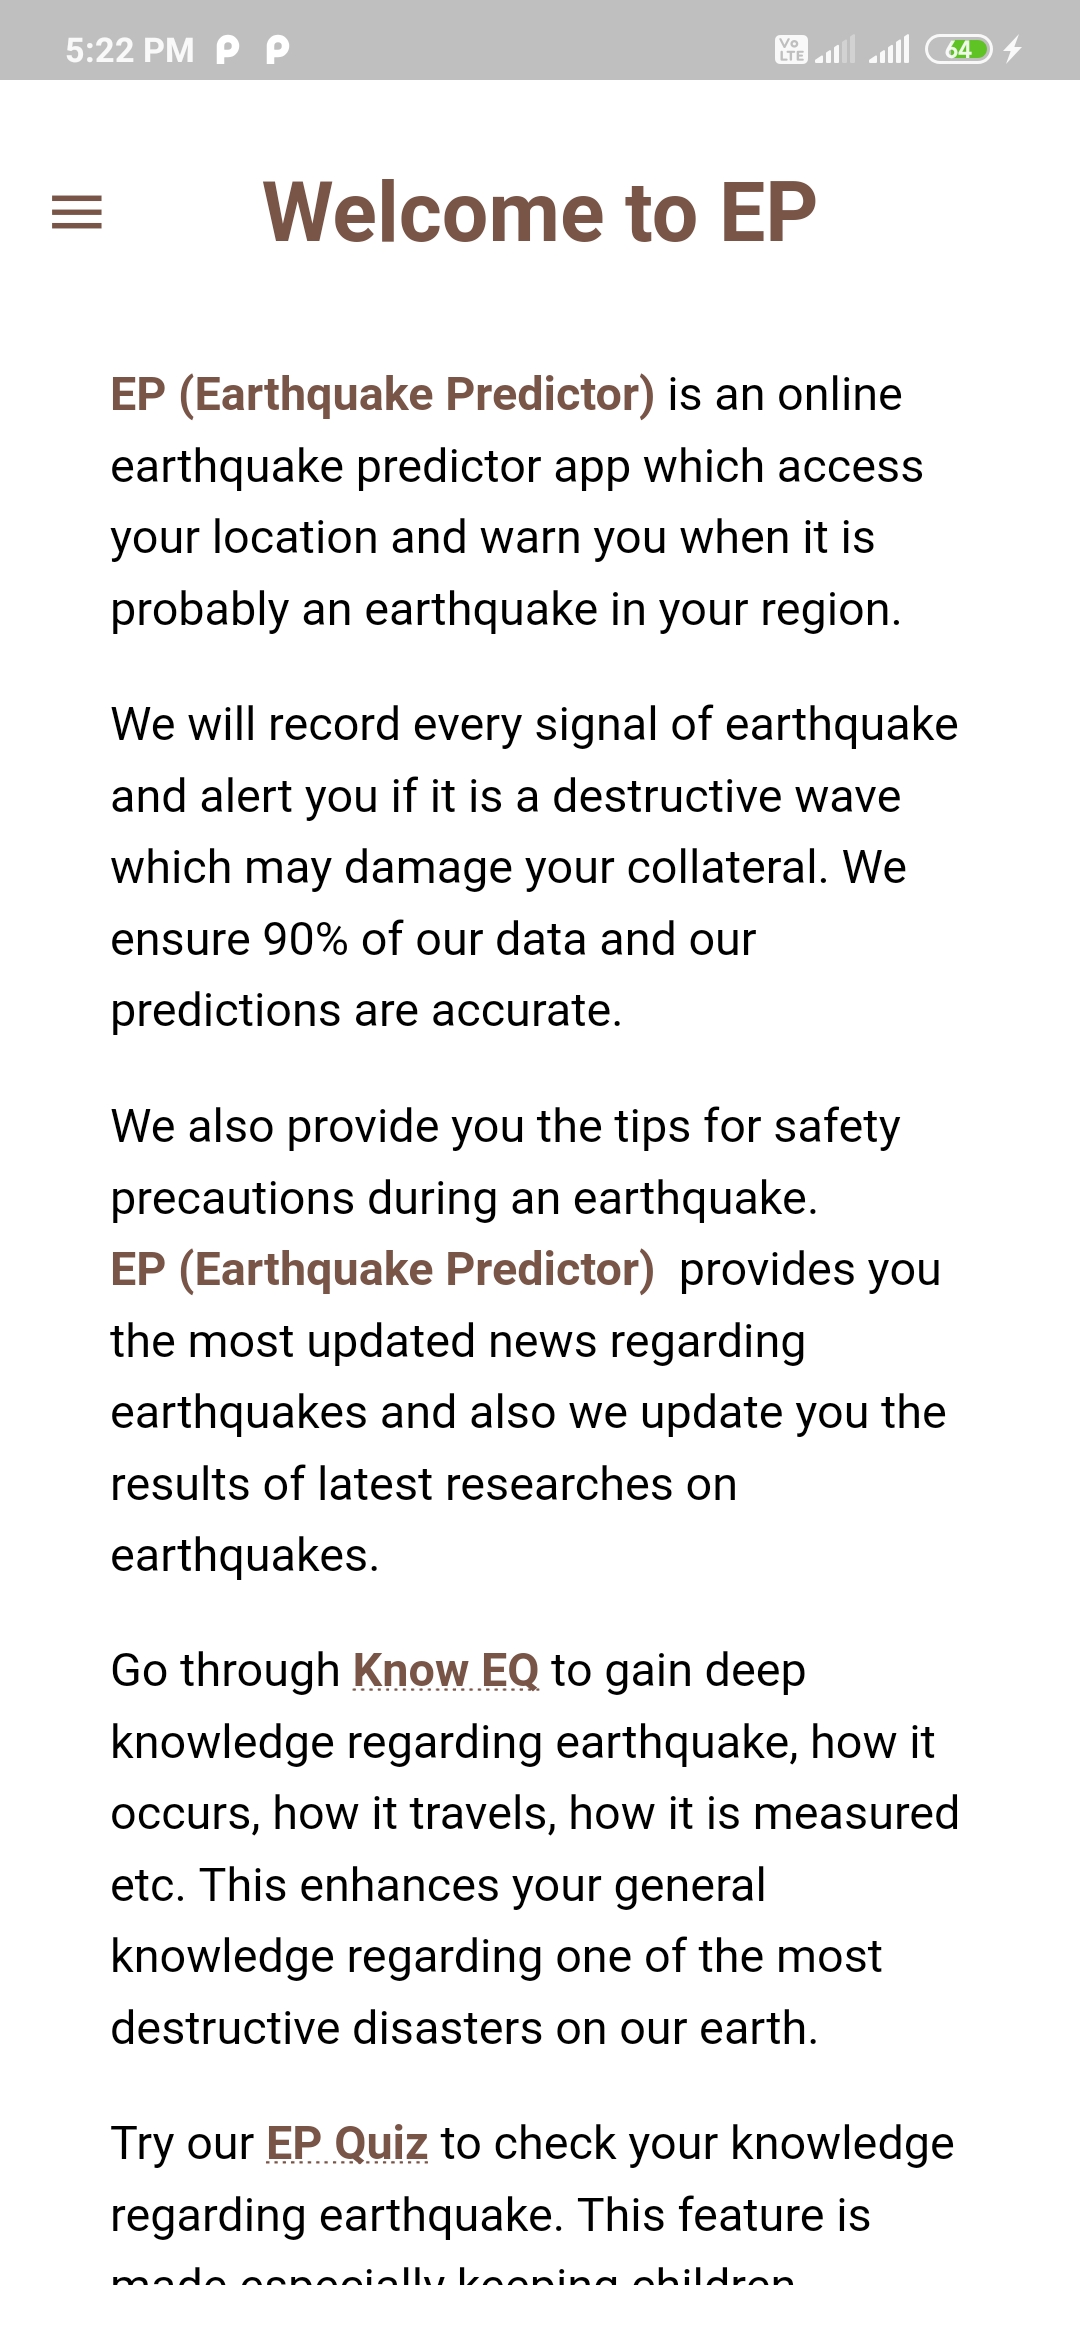 5:22 PM
Vo LTE
64
Welcome to EP
EP (Earthquake Predictor) is an online
earthquake predictor app which access
your location and warn you when it is
probably an earthquake in your region.
We will record every signal of earthquake
and alert you if it is a destructive wave
which may damage your collateral. We
ensure 90% of our data and our
predictions are accurate.
We also provide you the tips for safety
precautions during an earthquake.
EP (Earthquake Predictor) provides you
the most updated news regarding
earthquakes and also we update you the
results of latest researches on
earthquakes.
Go through Know EQ to gain deep
knowledge regarding earthquake, how it
occurs, how it travels, how it is measured
etc. This enhances your general
knowledge regarding one of the most
destructive disasters on our earth.
Try our EP Quiz to check your knowledge
regarding earthquake. This feature is
made especially keeping children